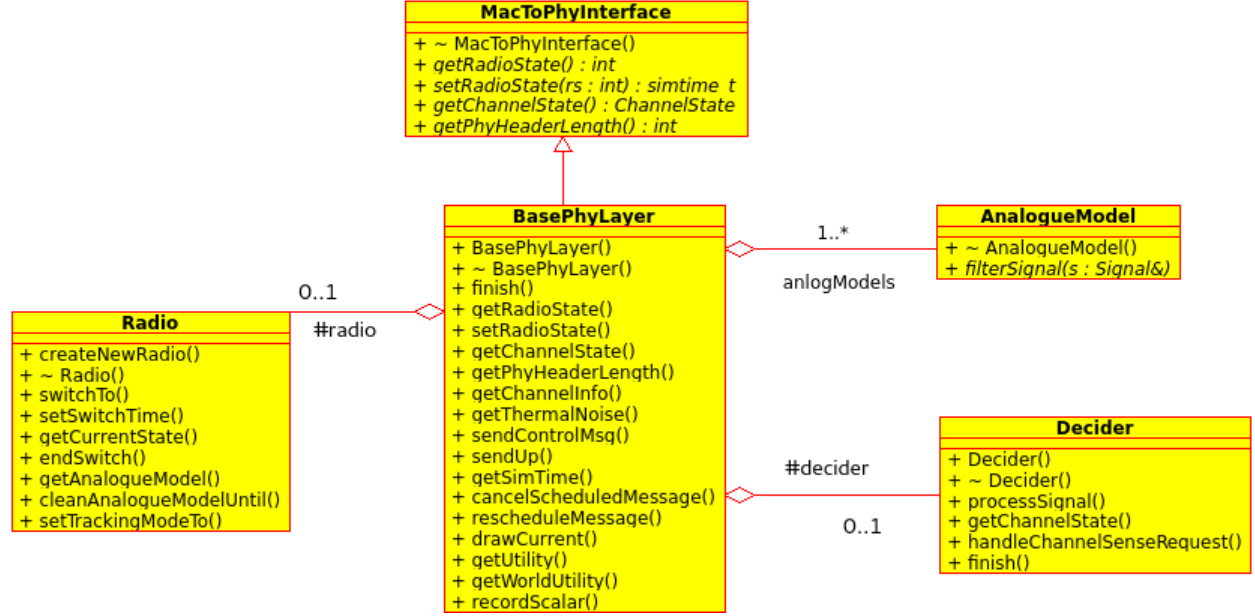 MacToPhyInterface
+ ~ MacToPhyInterface()
+ getRadioState() : int
+ setRadioState(rs : int) : simtime_t
+ getChannelState() : ChannelState
+ getPhyHeaderLength() : int
BasePhyLayer
+ BasePhyLayer()
+ ~ BasePhyLayer()
+ finish()
+ getRadioState()
+ setRadioState()
+ getChannelState()
+ getPhyHeaderLength()
+ getChannelInfo()
+ getThermalNoise()
+ sendControlMsg()
+ sendUp()
+ getSimTime()
+ cancelScheduledMessage()
+ rescheduleMessage()
+ drawCurrent()
+ getUtility()
+ getWorldUtility()
+ recordScalar()
1..*
anlogModels
AnalogueModel
+ ~ AnalogueModel()
+ filterSignal(s : Signal&)
0..1
#radio
Radio
+ createNewRadio()
+ ~ Radio()
+ switchTo()
+ setSwitchTime()
+ getCurrentState()
+ endSwitch()
+ getAnalogueModel()
+ cleanAnalogueModelUntil()
+ setTrackingModeTo()
#decider
0..1
Decider
+ Decider()
+ ~ Decider()
+ processSignal()
+ getChannelState()
+ handleChannelSenseRequest()
+ finish()